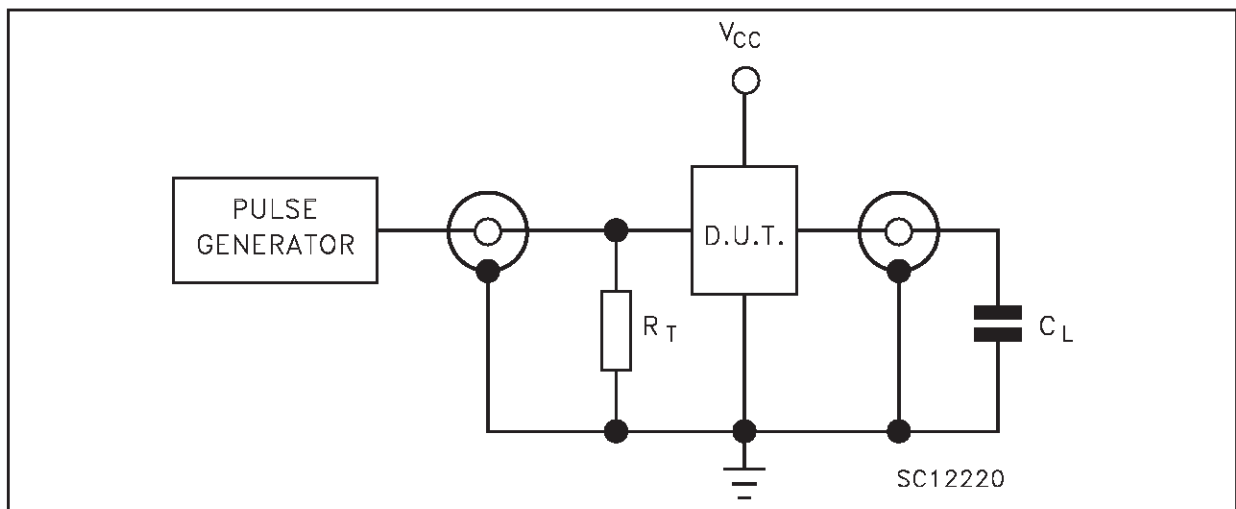 VCC
PULSE
GENERATOR
D.U.T.
RT
CL
SC12220